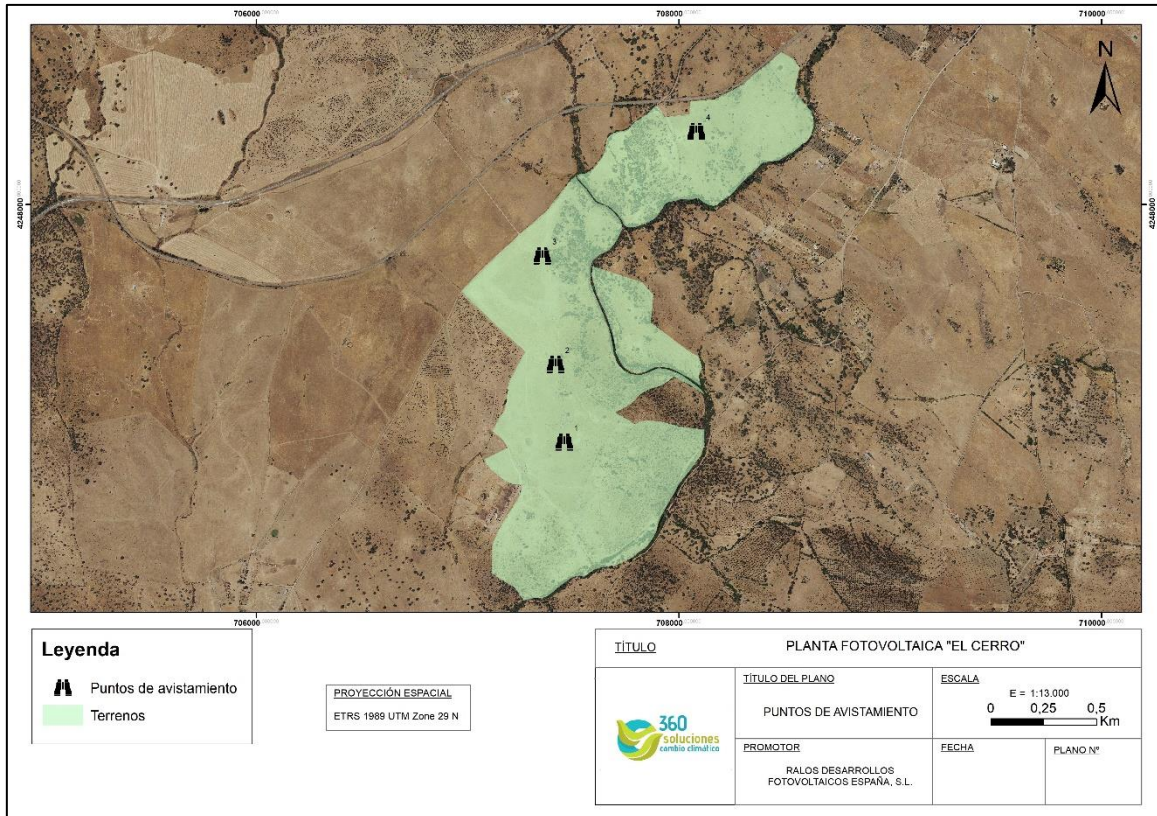 706000
708000
710000
N
4
4248000
4248000
3
2
1
706000
708000
710000
Leyenda
Puntos de avistamiento
Terrenos
PROYECCIÓN ESPACIAL
ETRS 1989 UTM Zone 29 N
TÍTULO
PLANTA FOTOVOLTAICA "EL CERRO"
360
soluciones
cambio climático
TÍTULO DEL PLANO
PUNTOS DE AVISTAMIENTO
ESCALA
E = 1:13.000
0 0,25 0,5
Km
PROMOTOR
RALOS DESARROLLOS
FOTOVOLTAICOS ESPAÑA, S.L.
FECHA
PLANO Nº